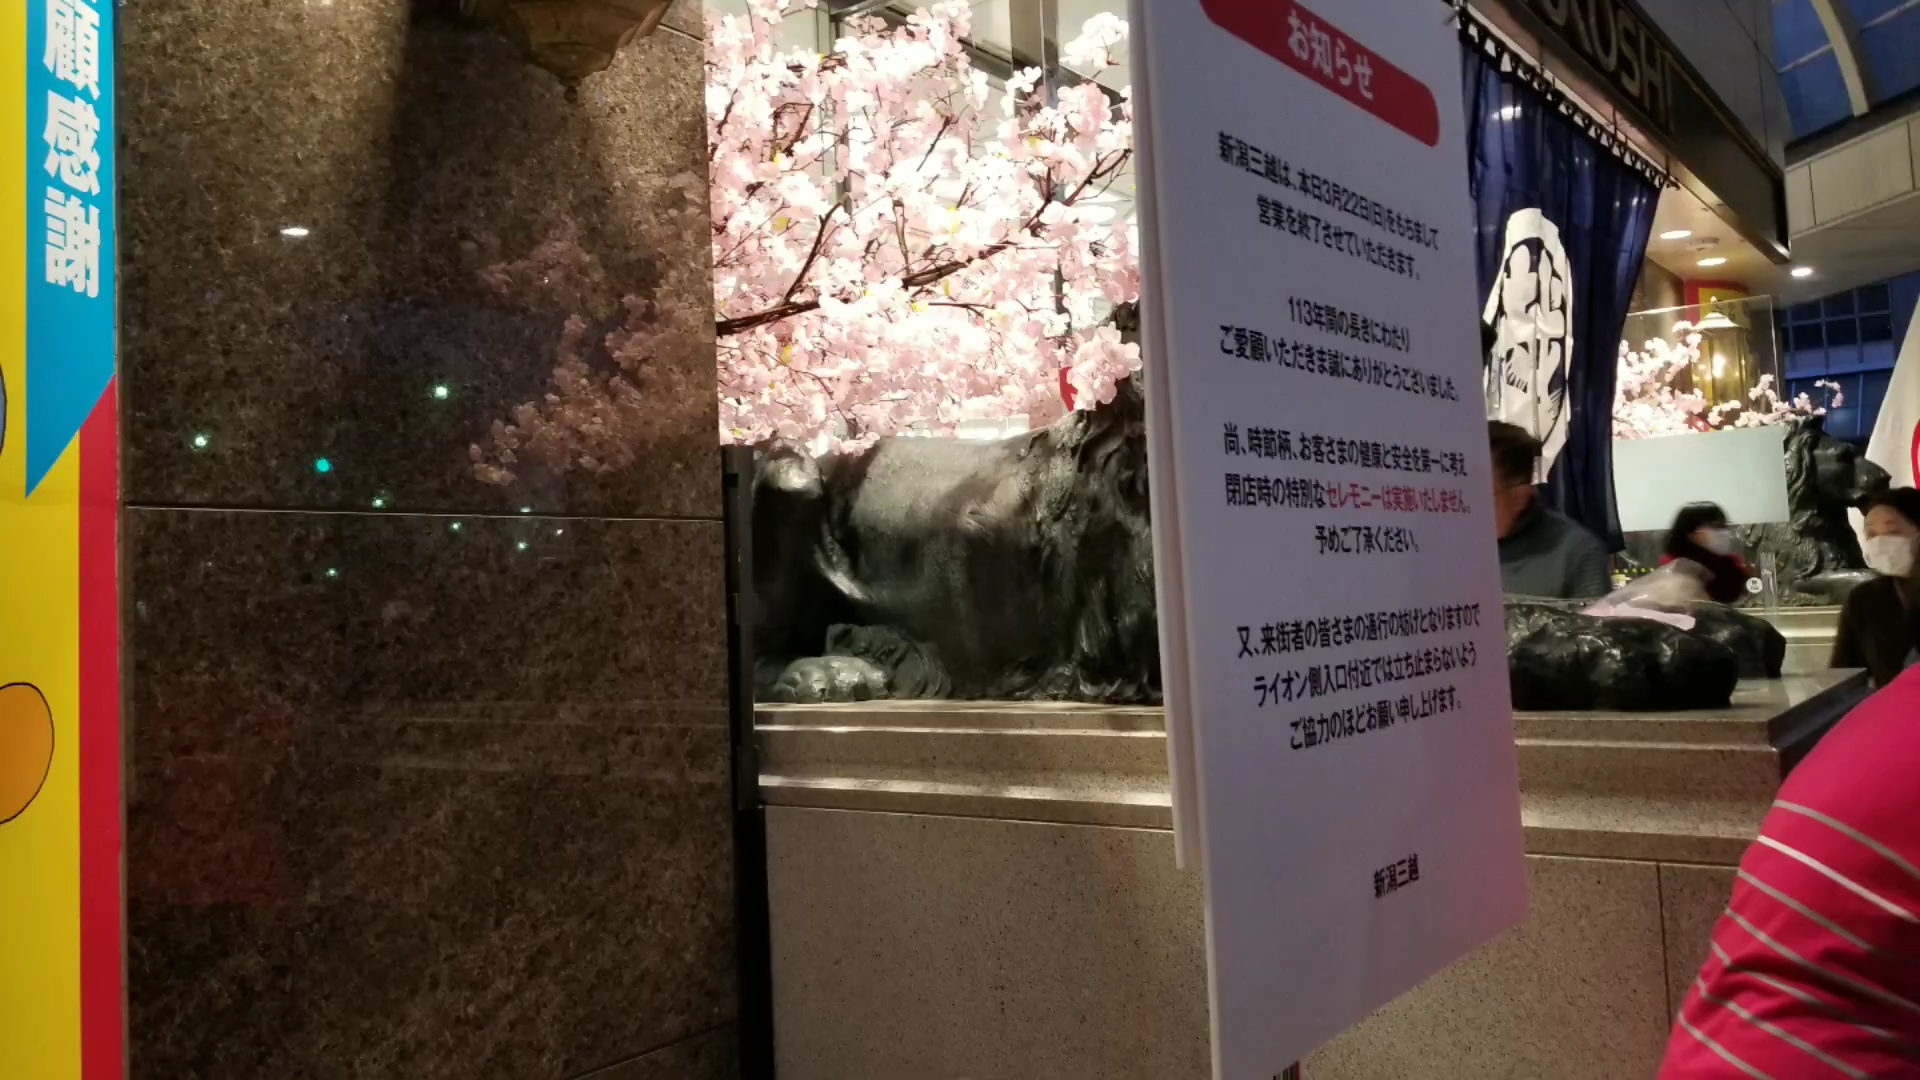 顧感謝
お知らせ
新潟三越は、本日3月22日(日)をもちまして
営業を終了させていただきます。
113年間の長きにわたり
ご愛顧いただきま誠にありがとうございました。
尚、時節柄、お客さまの健康と安全を第一に考え
閉店時の特別なセレモニーは実施いたしません。
予めご了承ください。
又、来街者の皆さまの通行の妨げとなりますので
ライオン側入口付近では立ち止まらないよう
ご協力のほどお願い申し上げます。
新潟三越
KOSHI
越